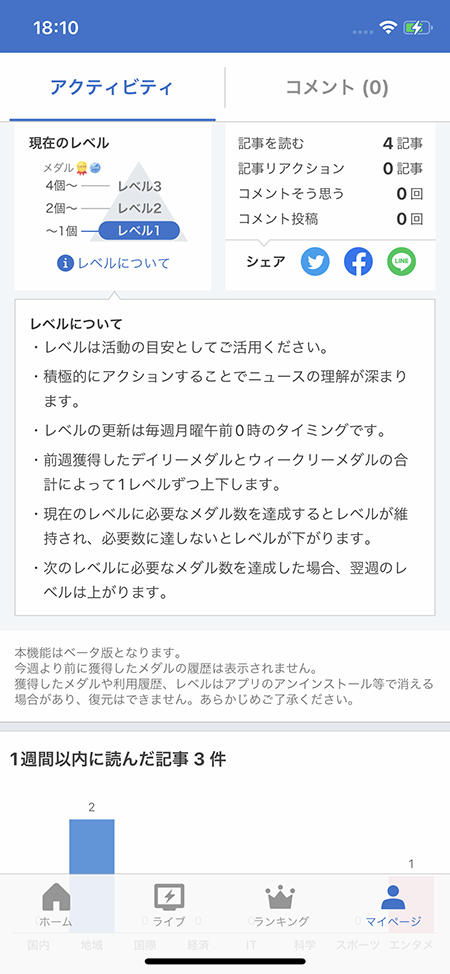 18:10
アクティビティ
コメント (0)
現在のレベル
メダル
4個〜 レベル3
2個〜 レベル2
〜1個 レベル1
レベルについて
記事を読む 4 記事
記事リアクション 0 記事
コメントそう思う 0 回
コメント投稿 0 回
シェア
LINE
レベルについて
・レベルは活動の目安としてご活用ください。
・積極的にアクションすることでニュースの理解が深まり
ます。
・レベルの更新は毎週月曜午前0時のタイミングです。
・前週獲得したデイリーメダルとウィークリーメダルの合
計によって1レベルずつ上下します。
・現在のレベルに必要なメダル数を達成するとレベルが維
持され、必要数に達しないとレベルが下がります。
・次のレベルに必要なメダル数を達成した場合、翌週のレ
ベルは上がります。
本機能はベータ版となります。
今週より前に獲得したメダルの履歴は表示されません。
獲得したメダルや利用履歴、レベルはアプリのアンインストール等で消える
場合があり、復元はできません。あらかじめご了承ください。
1週間以内に読んだ記事 3 件
2
1
ホーム
ライブ
ランキング
マイページ
国内 地域 国際 経済 IT 科学 スポーツ エンタメ